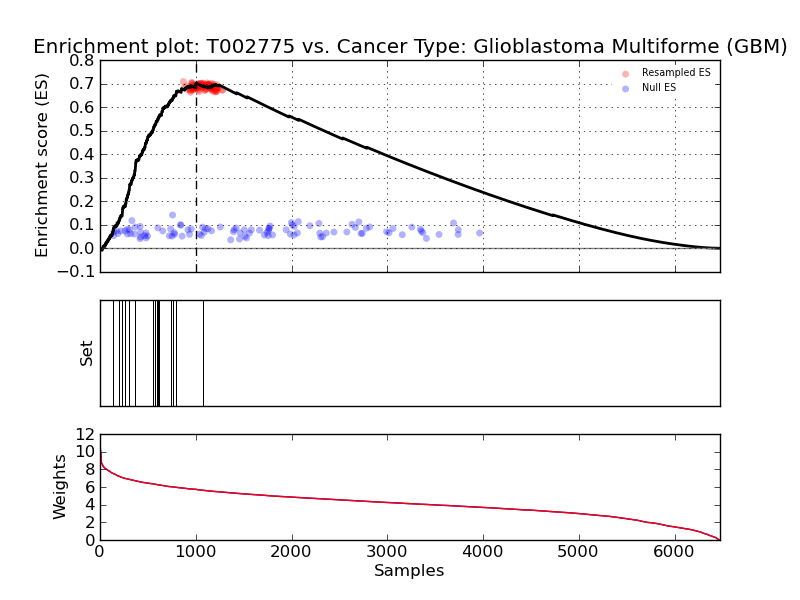 Enrichment plot: T002775 vs. Cancer Type: Glioblastoma Multiforme (GBM)
0.8
0.7
0.6
0.5
0.4
0.3
0.2
0.1
0.0
−0.1
Enrichment score (ES)
Resampled ES
Null ES
Set
12
10
8
6
4
2
0
Weights
0 1000 2000 3000 4000 5000 6000
Samples